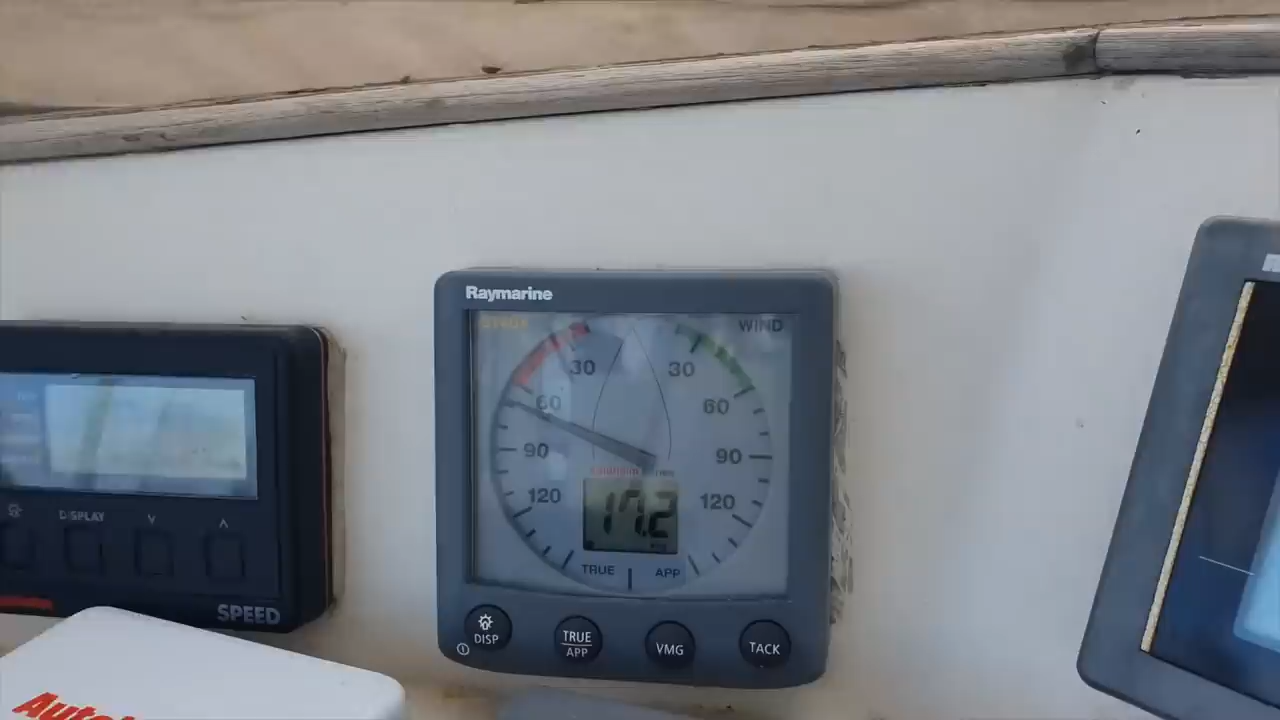 Raymarine
WIND
30 30
60 60
90 90
120 120
17.2
TRUE APP
DISP
TRUE
APP
VMG
TACK
DISPLAY
SPEED
Auto